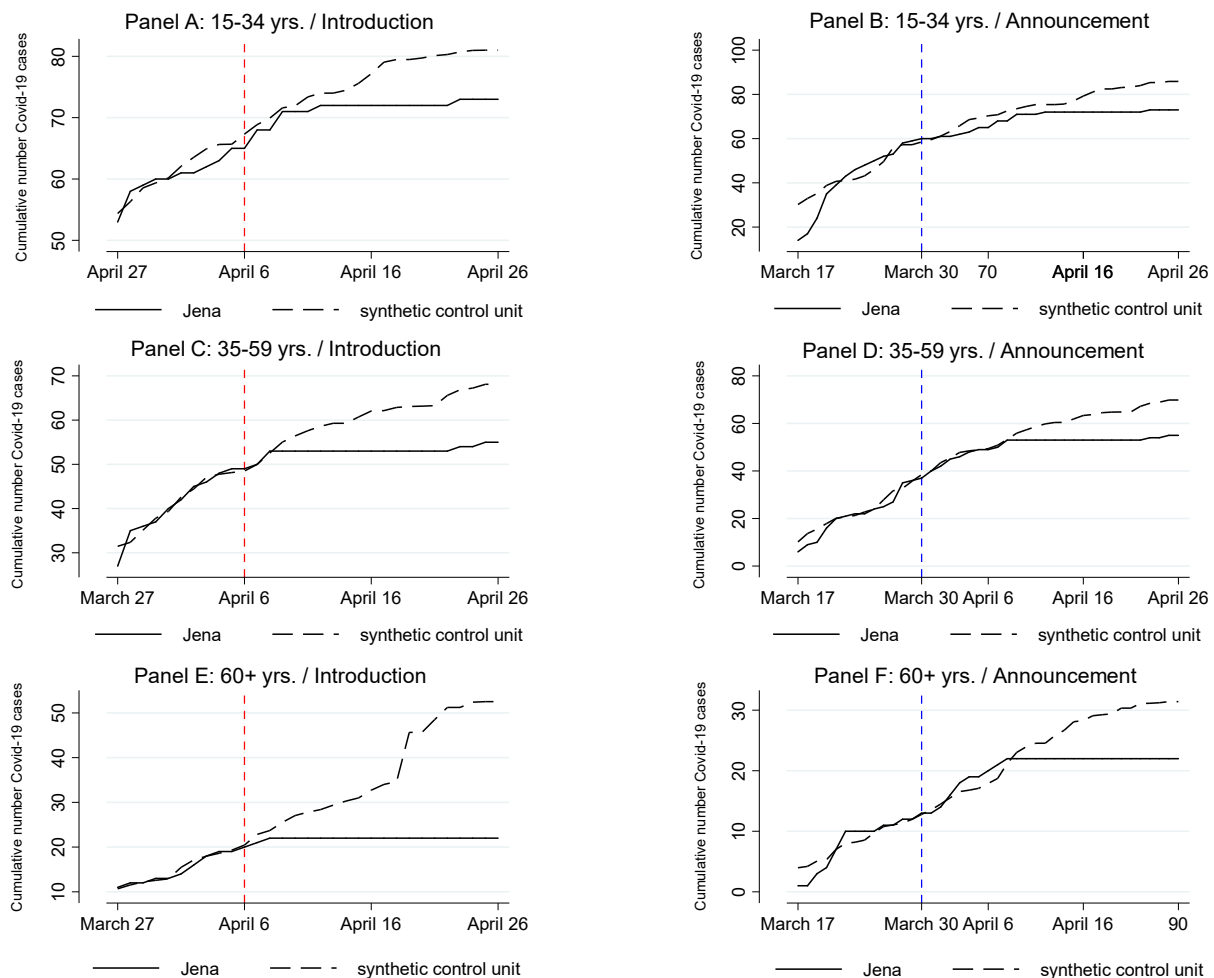 Panel A: 15-34 yrs. / Introduction
Cumulative number Covid-19 cases
80
70
60
50
April 27 April 6 April 16 April 26
Jena synthetic control unit
Panel B: 15-34 yrs. / Announcement
Cumulative number Covid-19 cases
100
80
60
40
20
March 17 March 30 70 April 16 April 26
Jena synthetic control unit
Panel C: 35-59 yrs. / Introduction
Cumulative number Covid-19 cases
70
60
50
40
30
March 27 April 6 April 16 April 26
Jena synthetic control unit
Panel D: 35-59 yrs. / Announcement
Cumulative number Covid-19 cases
80
60
40
20
0
March 17 March 30 April 6 April 16 April 26
Jena synthetic control unit
Panel E: 60+ yrs. / Introduction
Cumulative number Covid-19 cases
50
40
30
20
10
March 27 April 6 April 16 April 26
Jena synthetic control unit
Panel F: 60+ yrs. / Announcement
Cumulative number Covid-19 cases
30
20
10
0
March 17 March 30 April 6 April 16 90
Jena synthetic control unit